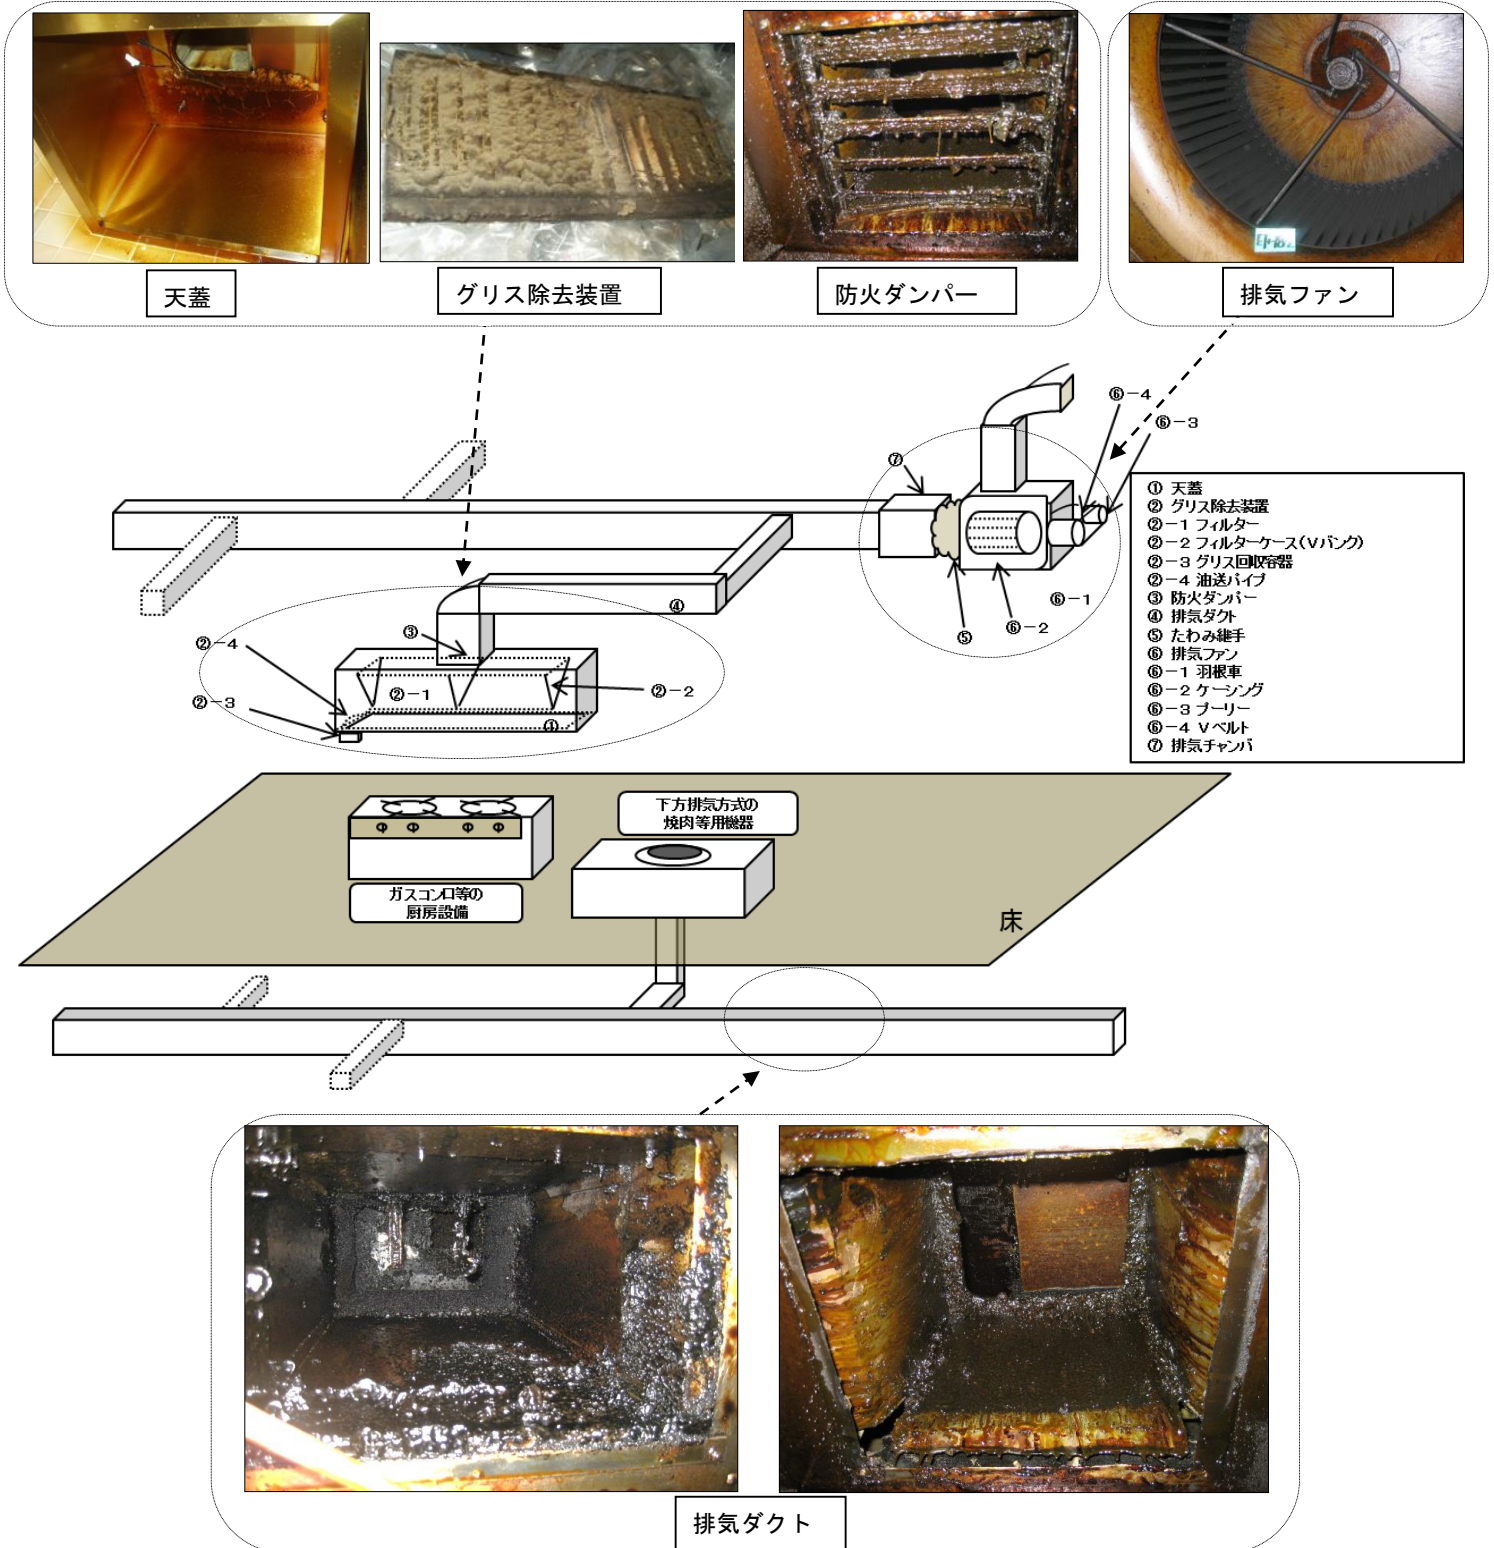 天蓋
グリス除去装置
防火ダンパー
排気ファン
⑥-4
⑥-3
⑦
① 天蓋
② グリス除去装置
②-1 フィルター
②-2 フィルターケース(Vバンク)
②-3 グリス回収容器
②-4 油送パイプ
③ 防火ダンパー
④ 排気ダクト
⑤ たわみ継手
⑥ 排気ファン
⑥-1 羽根車
⑥-2 ケーシング
⑥-3 プーリー
⑥-4 Vベルト
⑦ 排気チャンバ
⑥-1
④
⑥-2
⑤
③
②-4
②-1
②-2
②-3
①
下方排気方式の
焼肉等用機器
ガスコンロ等の
厨房設備
床
排気ダクト